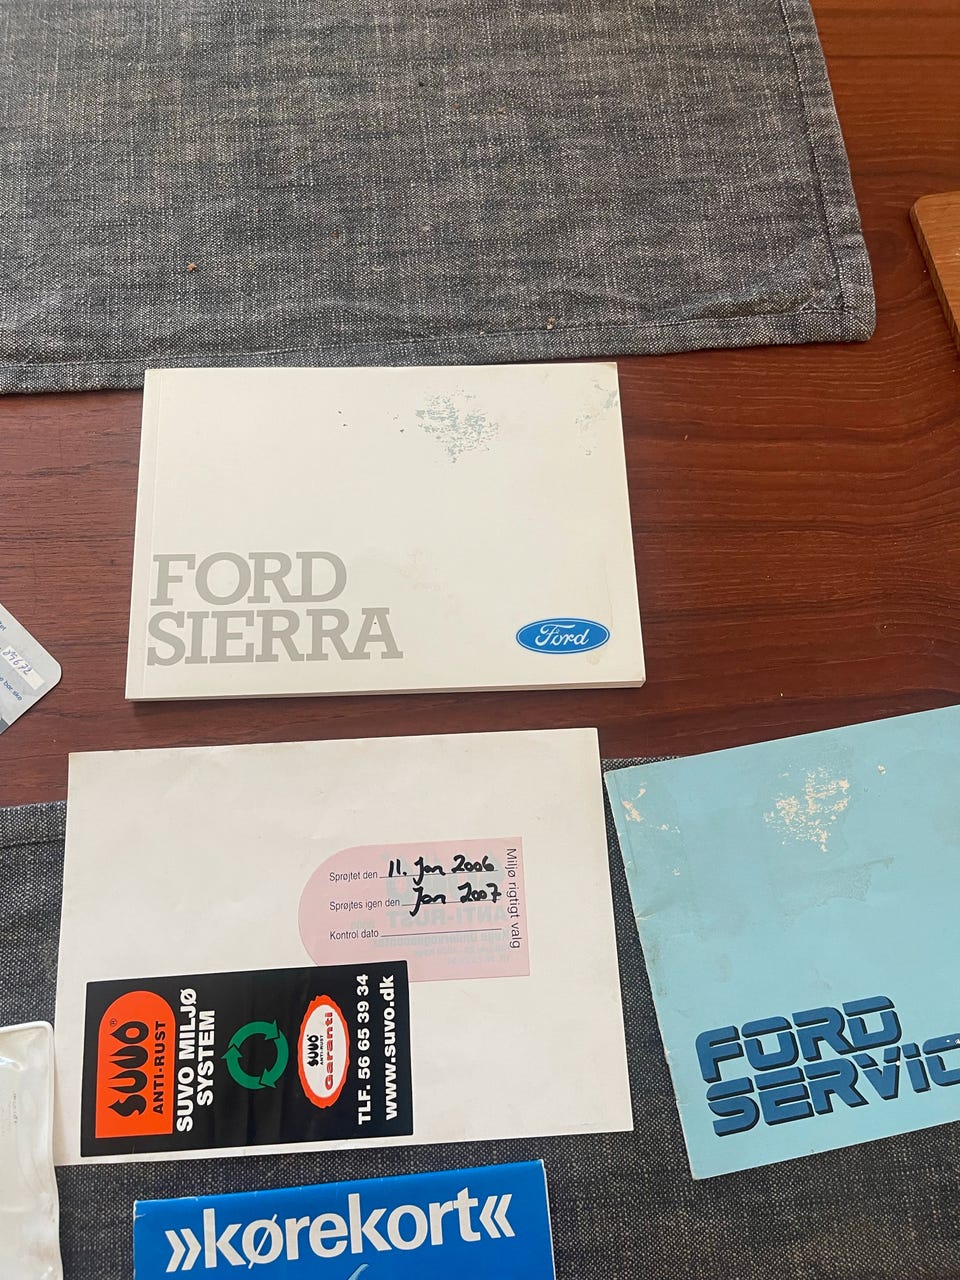 FORD
SIERRA
Ford
Sprøjtet den 11. Jan 2006
Sprøjtes igen den Jan 2007
Kontrol dato
Miljø rigtigt valg
SUVO®
ANTI-RUST
SUVO MILJØ
SYSTEM
SUVO
ANTI-RUST
Garanti
TLF. 56 65 39 34
www.suvo.dk
FORD
SERVIC
»kørekort«